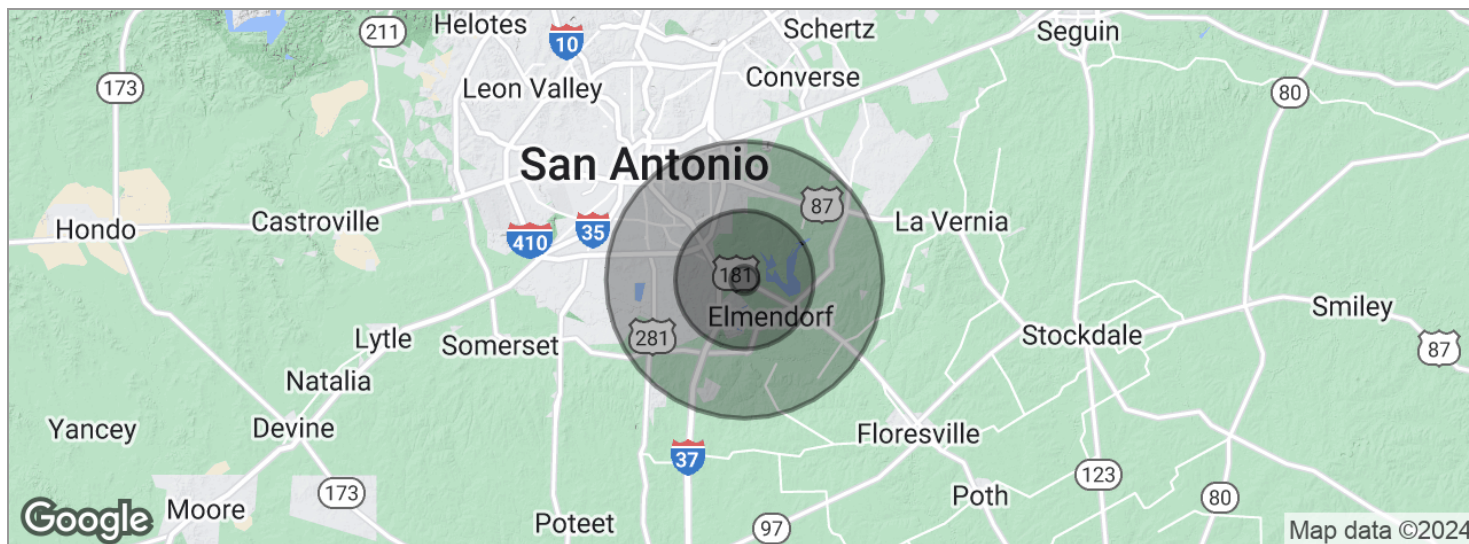 Helotes
211
10
Schertz
Seguin
Converse
173
Leon Valley
80
San Antonio
87
Hondo
Castroville
35
410
La Vernia
181
Elmendorf
281
Smiley
Lytle
Somerset
Stockdale
87
Natalia
Yancey
Devine
Floresville
37
123
173
Moore
Poth
80
Google
Poteet
97
Map data ©2024